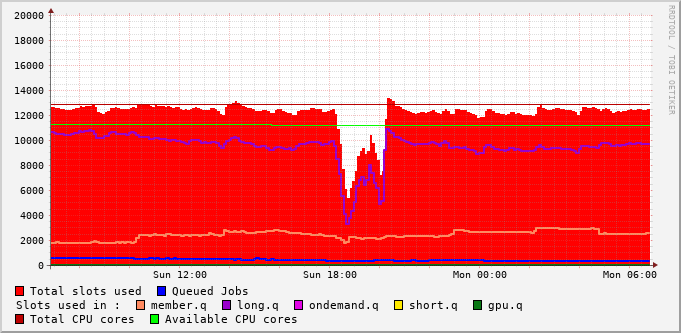 20000
18000
16000
14000
12000
10000
8000
6000
4000
2000
0
Sun 12:00 Sun 18:00 Mon 00:00 Mon 06:00
Total slots used Queued Jobs
Slots used in : member.q long.q ondemand.q short.q gpu.q
Total CPU cores Available CPU cores
RRDTOOL / TOBI OETIKER